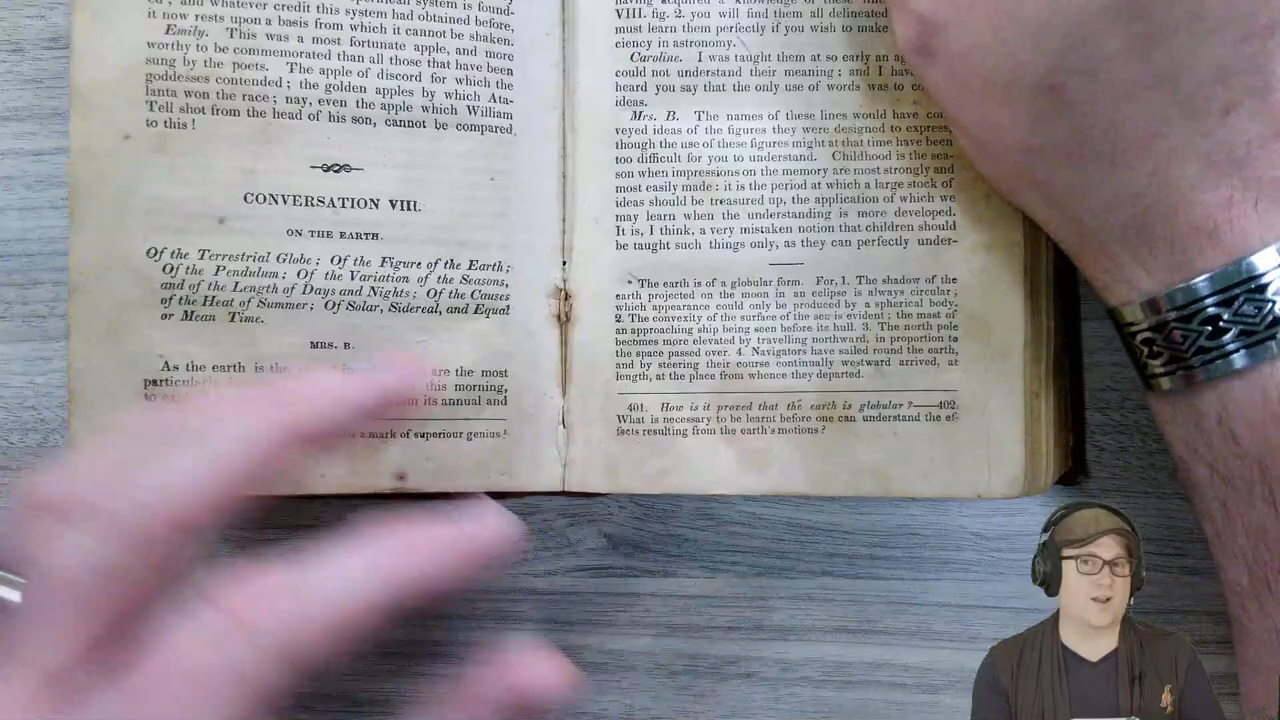 system is found-
ed; and whatever credit this system had obtained before,
it now rests upon a basis from which it cannot be shaken.
Emily. This was a most fortunate apple, and more
worthy to be commemorated than all those that have been
sung by the poets. The apple of discord for which the
goddesses contended; the golden apples by which Ata-
lanta won the race; nay, even the apple which William
Tell shot from the head of his son, cannot be compared
to this!
CONVERSATION VIII.
ON THE EARTH.
Of the Terrestrial Globe; Of the Figure of the Earth;
Of the Pendulum; Of the Variation of the Seasons,
and of the Length of Days and Nights; Of the Causes
of the Heat of Summer; Of Solar, Sidereal, and Equal
or Mean Time.
MRS. B.
As the earth is the are the most
this morning,
its annual and
a mark of superiour genius?
having acquired a knowledge of these
VIII. fig. 2. you will find them all delineated
must learn them perfectly if you wish to make
ciency in astronomy.
Caroline. I was taught them at so early an
could not understand their meaning; and I have
heard you say that the only use of words was to
ideas.
Mrs. B. The names of these lines would have con-
veyed ideas of the figures they were designed to express,
though the use of these figures might at that time have been
too difficult for you to understand. Childhood is the sea-
son when impressions on the memory are most strongly and
most easily made: it is the period at which a large stock of
ideas should be treasured up, the application of which we
may learn when the understanding is more developed.
It is, I think, a very mistaken notion that children should
be taught such things only, as they can perfectly under-
* The earth is of a globular form. For, 1. The shadow of the
earth projected on the moon in an eclipse is always circular;
which appearance could only be produced by a spherical body.
2. The convexity of the surface of the sea is evident; the mast of
an approaching ship being seen before its hull. 3. The north pole
becomes more elevated by travelling northward, in proportion to
the space passed over. 4. Navigators have sailed round the earth,
and by steering their course continually westward arrived, at
length, at the place from whence they departed.
401. How is it proved that the earth is globular?—402.
What is necessary to be learnt before one can understand the ef-
fects resulting from the earth's motions?